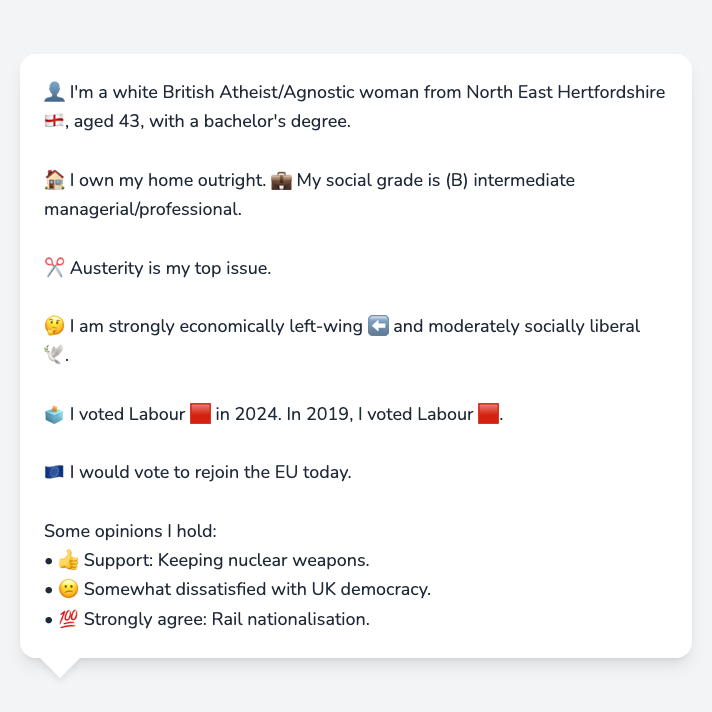 👤 I'm a white British Atheist/Agnostic woman from North East Hertfordshire
🏴󠁧󠁢󠁥󠁮󠁧󠁿, aged 43, with a bachelor's degree.
🏠 I own my home outright. 💼 My social grade is (B) intermediate
managerial/professional.
✂️ Austerity is my top issue.
🤔 I am strongly economically left-wing ⬅️ and moderately socially liberal
🕊️.
🗳️ I voted Labour 🟥 in 2024. In 2019, I voted Labour 🟥.
🇪🇺 I would vote to rejoin the EU today.
Some opinions I hold:
• 👍 Support: Keeping nuclear weapons.
• 🙁 Somewhat dissatisfied with UK democracy.
• 💯 Strongly agree: Rail nationalisation.